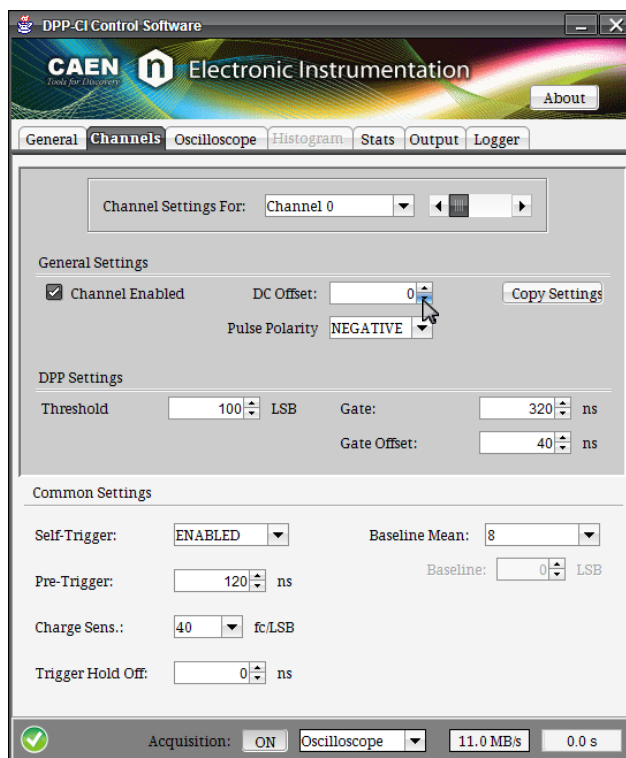 DPP-CI Control Software
CAEN n Electronic Instrumentation
Tools for Discovery
About
General Channels Oscilloscope Histogram Stats Output Logger
Channel Settings For: Channel 0
General Settings
Channel Enabled DC Offset: 0 Copy Settings
Pulse Polarity NEGATIVE
DPP Settings
Threshold 100 LSB Gate: 320 ns
Gate Offset: 40 ns
Common Settings
Self-Trigger: ENABLED Baseline Mean: 8
Baseline: 0 LSB
Pre-Trigger: 120 ns
Charge Sens.: 40 fc/LSB
Trigger Hold Off: 0 ns
Acquisition: ON Oscilloscope 11.0 MB/s 0.0 s